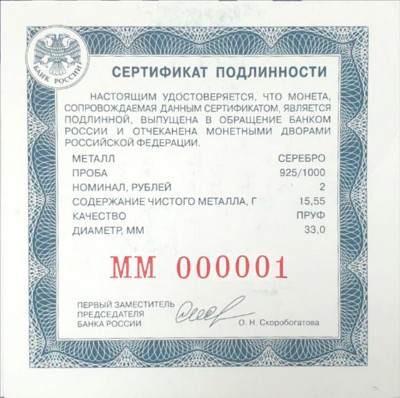 БАНК РОССИИ
СЕРТИФИКАТ ПОДЛИННОСТИ
НАСТОЯЩИМ УДОСТОВЕРЯЕТСЯ, ЧТО МОНЕТА,
СОПРОВОЖДАЕМАЯ ДАННЫМ СЕРТИФИКАТОМ, ЯВЛЯЕТСЯ
ПОДЛИННОЙ, ВЫПУЩЕНА В ОБРАЩЕНИЕ БАНКОМ
РОССИИ И ОТЧЕКАНЕНА МОНЕТНЫМИ ДВОРАМИ
РОССИЙСКОЙ ФЕДЕРАЦИИ.
МЕТАЛЛ СЕРЕБРО
ПРОБА 925/1000
НОМИНАЛ, РУБЛЕЙ 2
СОДЕРЖАНИЕ ЧИСТОГО МЕТАЛЛА, Г 15,55
КАЧЕСТВО ПРУФ
ДИАМЕТР, ММ 33,0
ММ 000001
ПЕРВЫЙ ЗАМЕСТИТЕЛЬ
ПРЕДСЕДАТЕЛЯ
БАНКА РОССИИ
О. Н. Скоробогатова